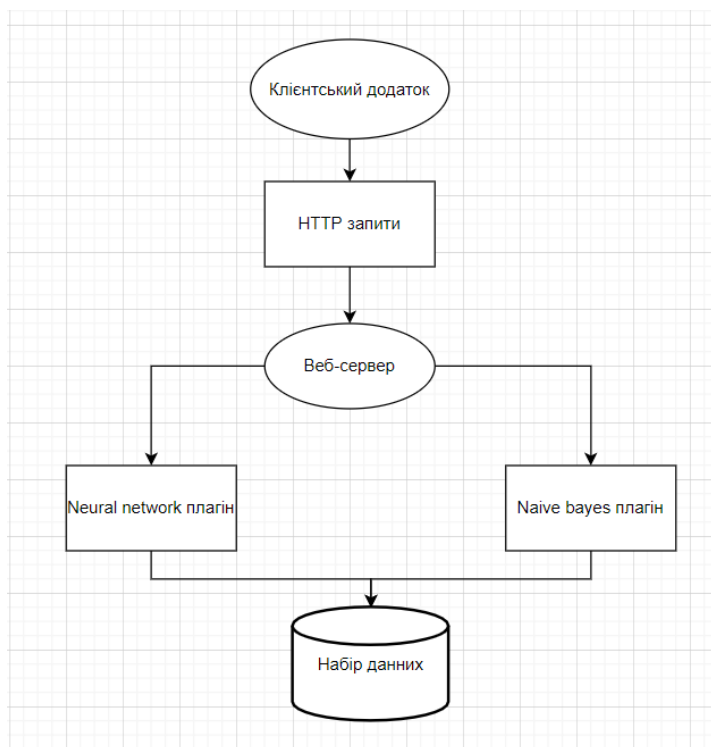 Клієнтський додаток
HTTP запити
Веб-сервер
Neural network плагін
Naive bayes плагін
Набір данних